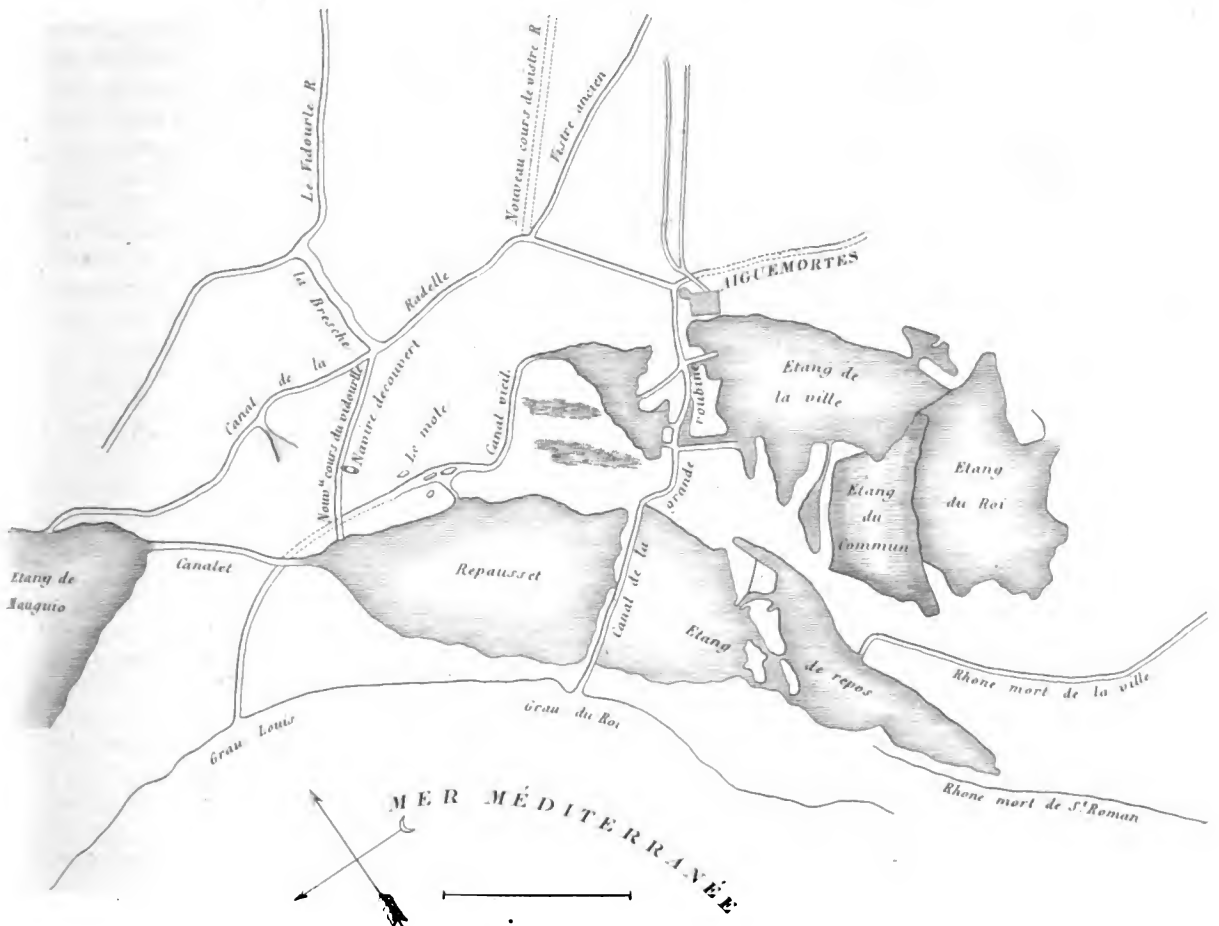 Le Vidourle R
Nouveau cours de vistre R
Vistre ancien
AIGUEMORTES
la Bresche
Radelle
Canal de la
Nouv.ᵘ cours du vidourle
Navire decouvert
Le mole
Canal vieil.
roubine
Etang de
la ville
Etang
du Roi
Etang
du
Commun
Etang de
Mauguio
Canalet
Repausset
Canal de la grande
Etang
de repos
Rhone mort de la ville
Grau Louis
Grau du Roi
Rhone mort de S.ᵗ Roman
MER MÉDITERRANÉE